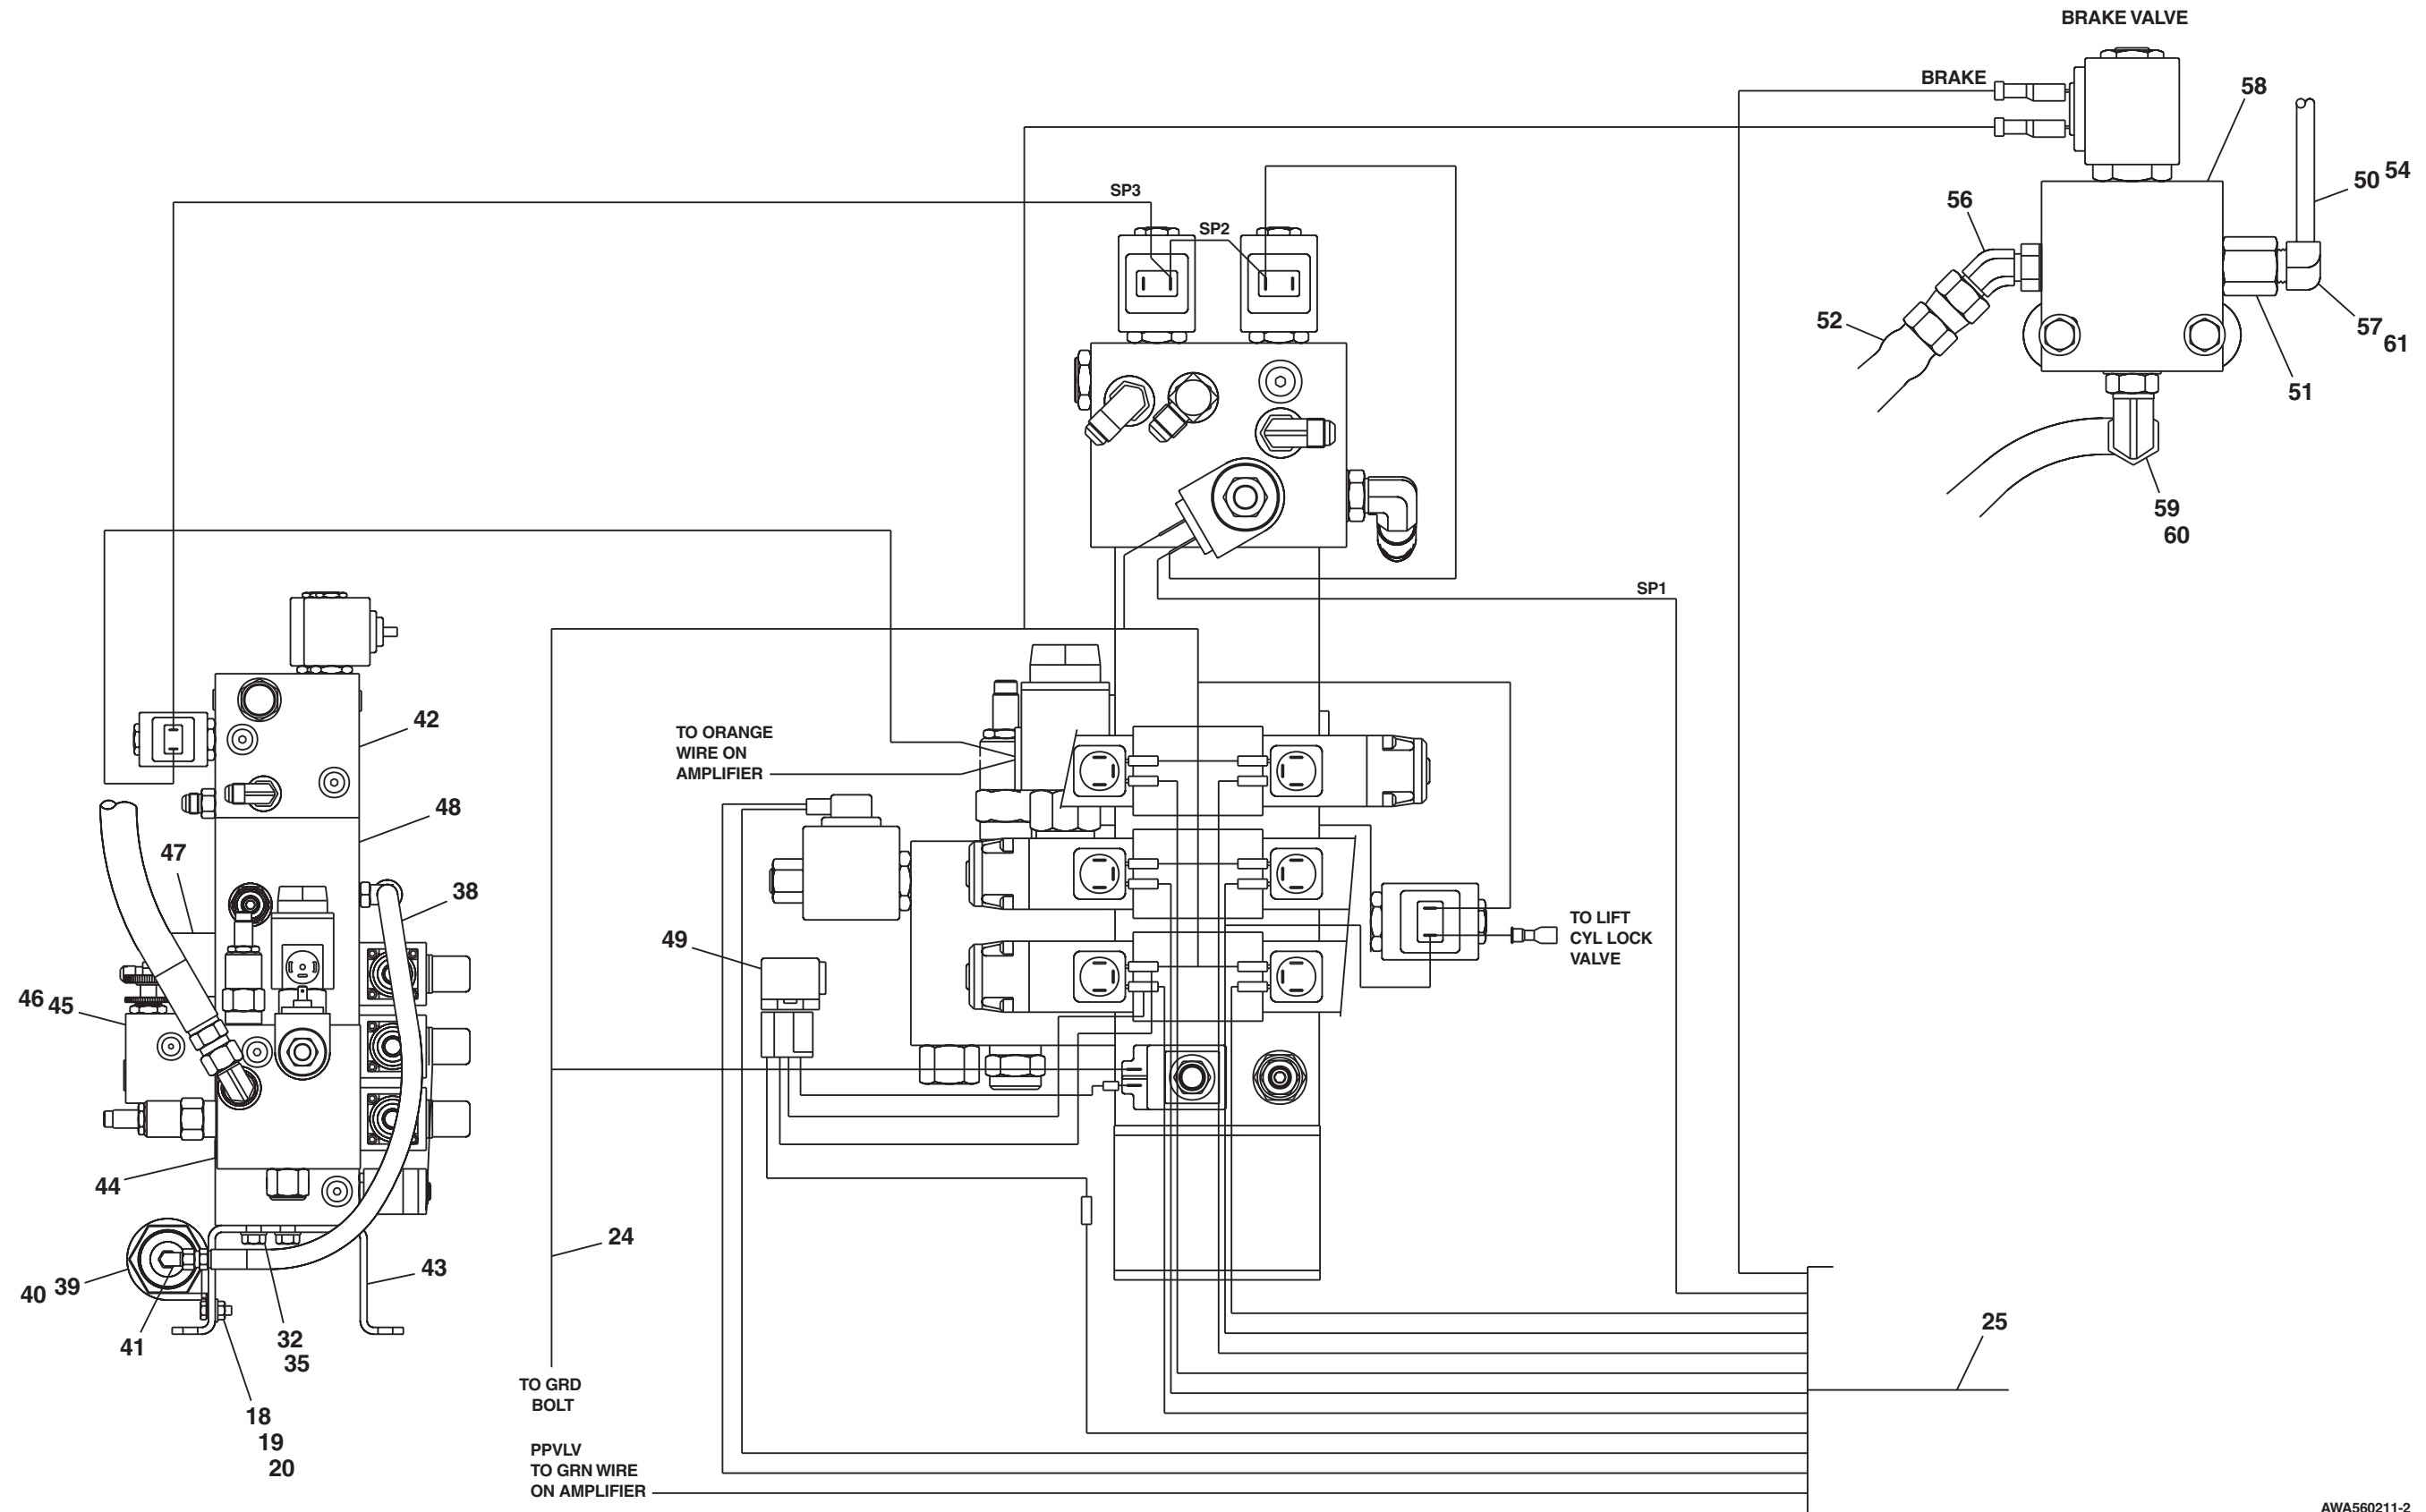 BRAKE VALVE
BRAKE
58
54
50
56
SP3
SP2
52
57
61
51
59
60
SP1
42
TO ORANGE
WIRE ON
AMPLIFIER
48
47
38
49
TO LIFT
CYL LOCK
VALVE
46 45
44
24
43
40 39
41
32
35
25
18
19
20
TO GRD
BOLT
PPVLV
TO GRN WIRE
ON AMPLIFIER
AWA560211-2